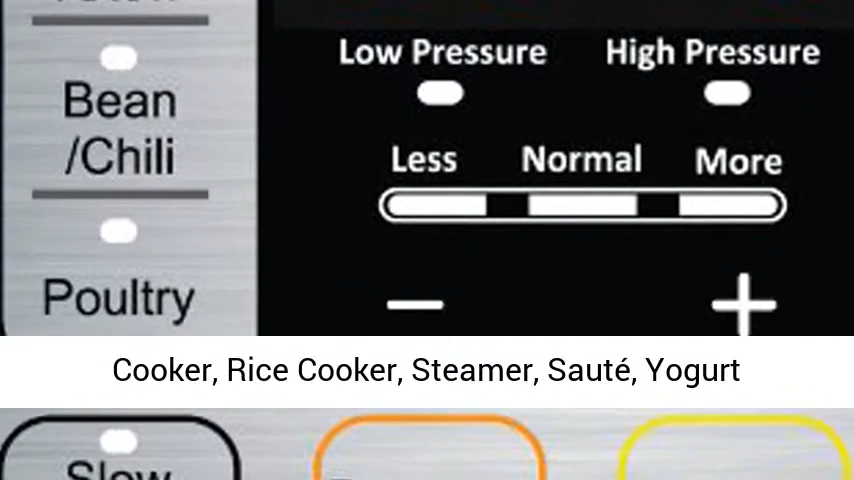 Bean
/Chili
Poultry
Low Pressure High Pressure
Less Normal More
Cooker, Rice Cooker, Steamer, Sauté, Yogurt
Slow